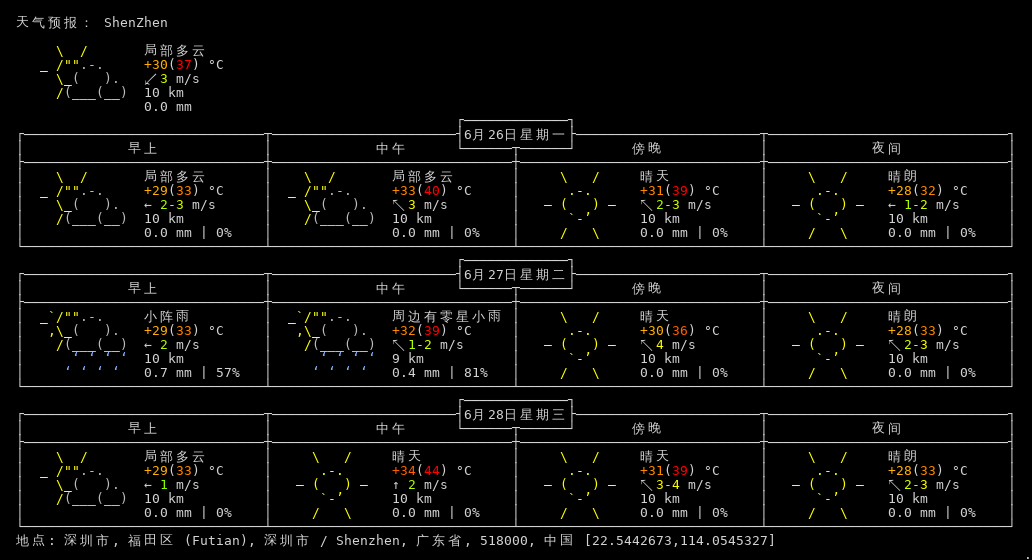 天气预报： ShenZhen
局部多云
+30(37) °C
↙ 3 m/s
10 km
0.0 mm
6月26日星期一
早上 中午 傍晚 夜间
局部多云 局部多云 晴天 晴朗
+29(33) °C +33(40) °C +31(39) °C +28(32) °C
← 2-3 m/s ↖ 3 m/s ↖ 2-3 m/s ← 1-2 m/s
10 km 10 km 10 km 10 km
0.0 mm | 0% 0.0 mm | 0% 0.0 mm | 0% 0.0 mm | 0%
6月27日星期二
早上 中午 傍晚 夜间
小阵雨 周边有零星小雨 晴天 晴朗
+29(33) °C +32(39) °C +30(36) °C +28(33) °C
← 2 m/s ↖ 1-2 m/s ↖ 4 m/s ↖ 2-3 m/s
10 km 9 km 10 km 10 km
0.7 mm | 57% 0.4 mm | 81% 0.0 mm | 0% 0.0 mm | 0%
6月28日星期三
早上 中午 傍晚 夜间
局部多云 晴天 晴天 晴朗
+29(33) °C +34(44) °C +31(39) °C +28(33) °C
← 1 m/s ↑ 2 m/s ↖ 3-4 m/s ↖ 2-3 m/s
10 km 10 km 10 km 10 km
0.0 mm | 0% 0.0 mm | 0% 0.0 mm | 0% 0.0 mm | 0%
地点: 深圳市, 福田区 (Futian), 深圳市 / Shenzhen, 广东省, 518000, 中国 [22.5442673,114.0545327]